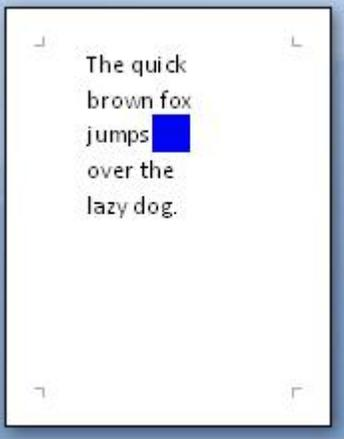 The quick
brown fox
jumps
over the
lazy dog.